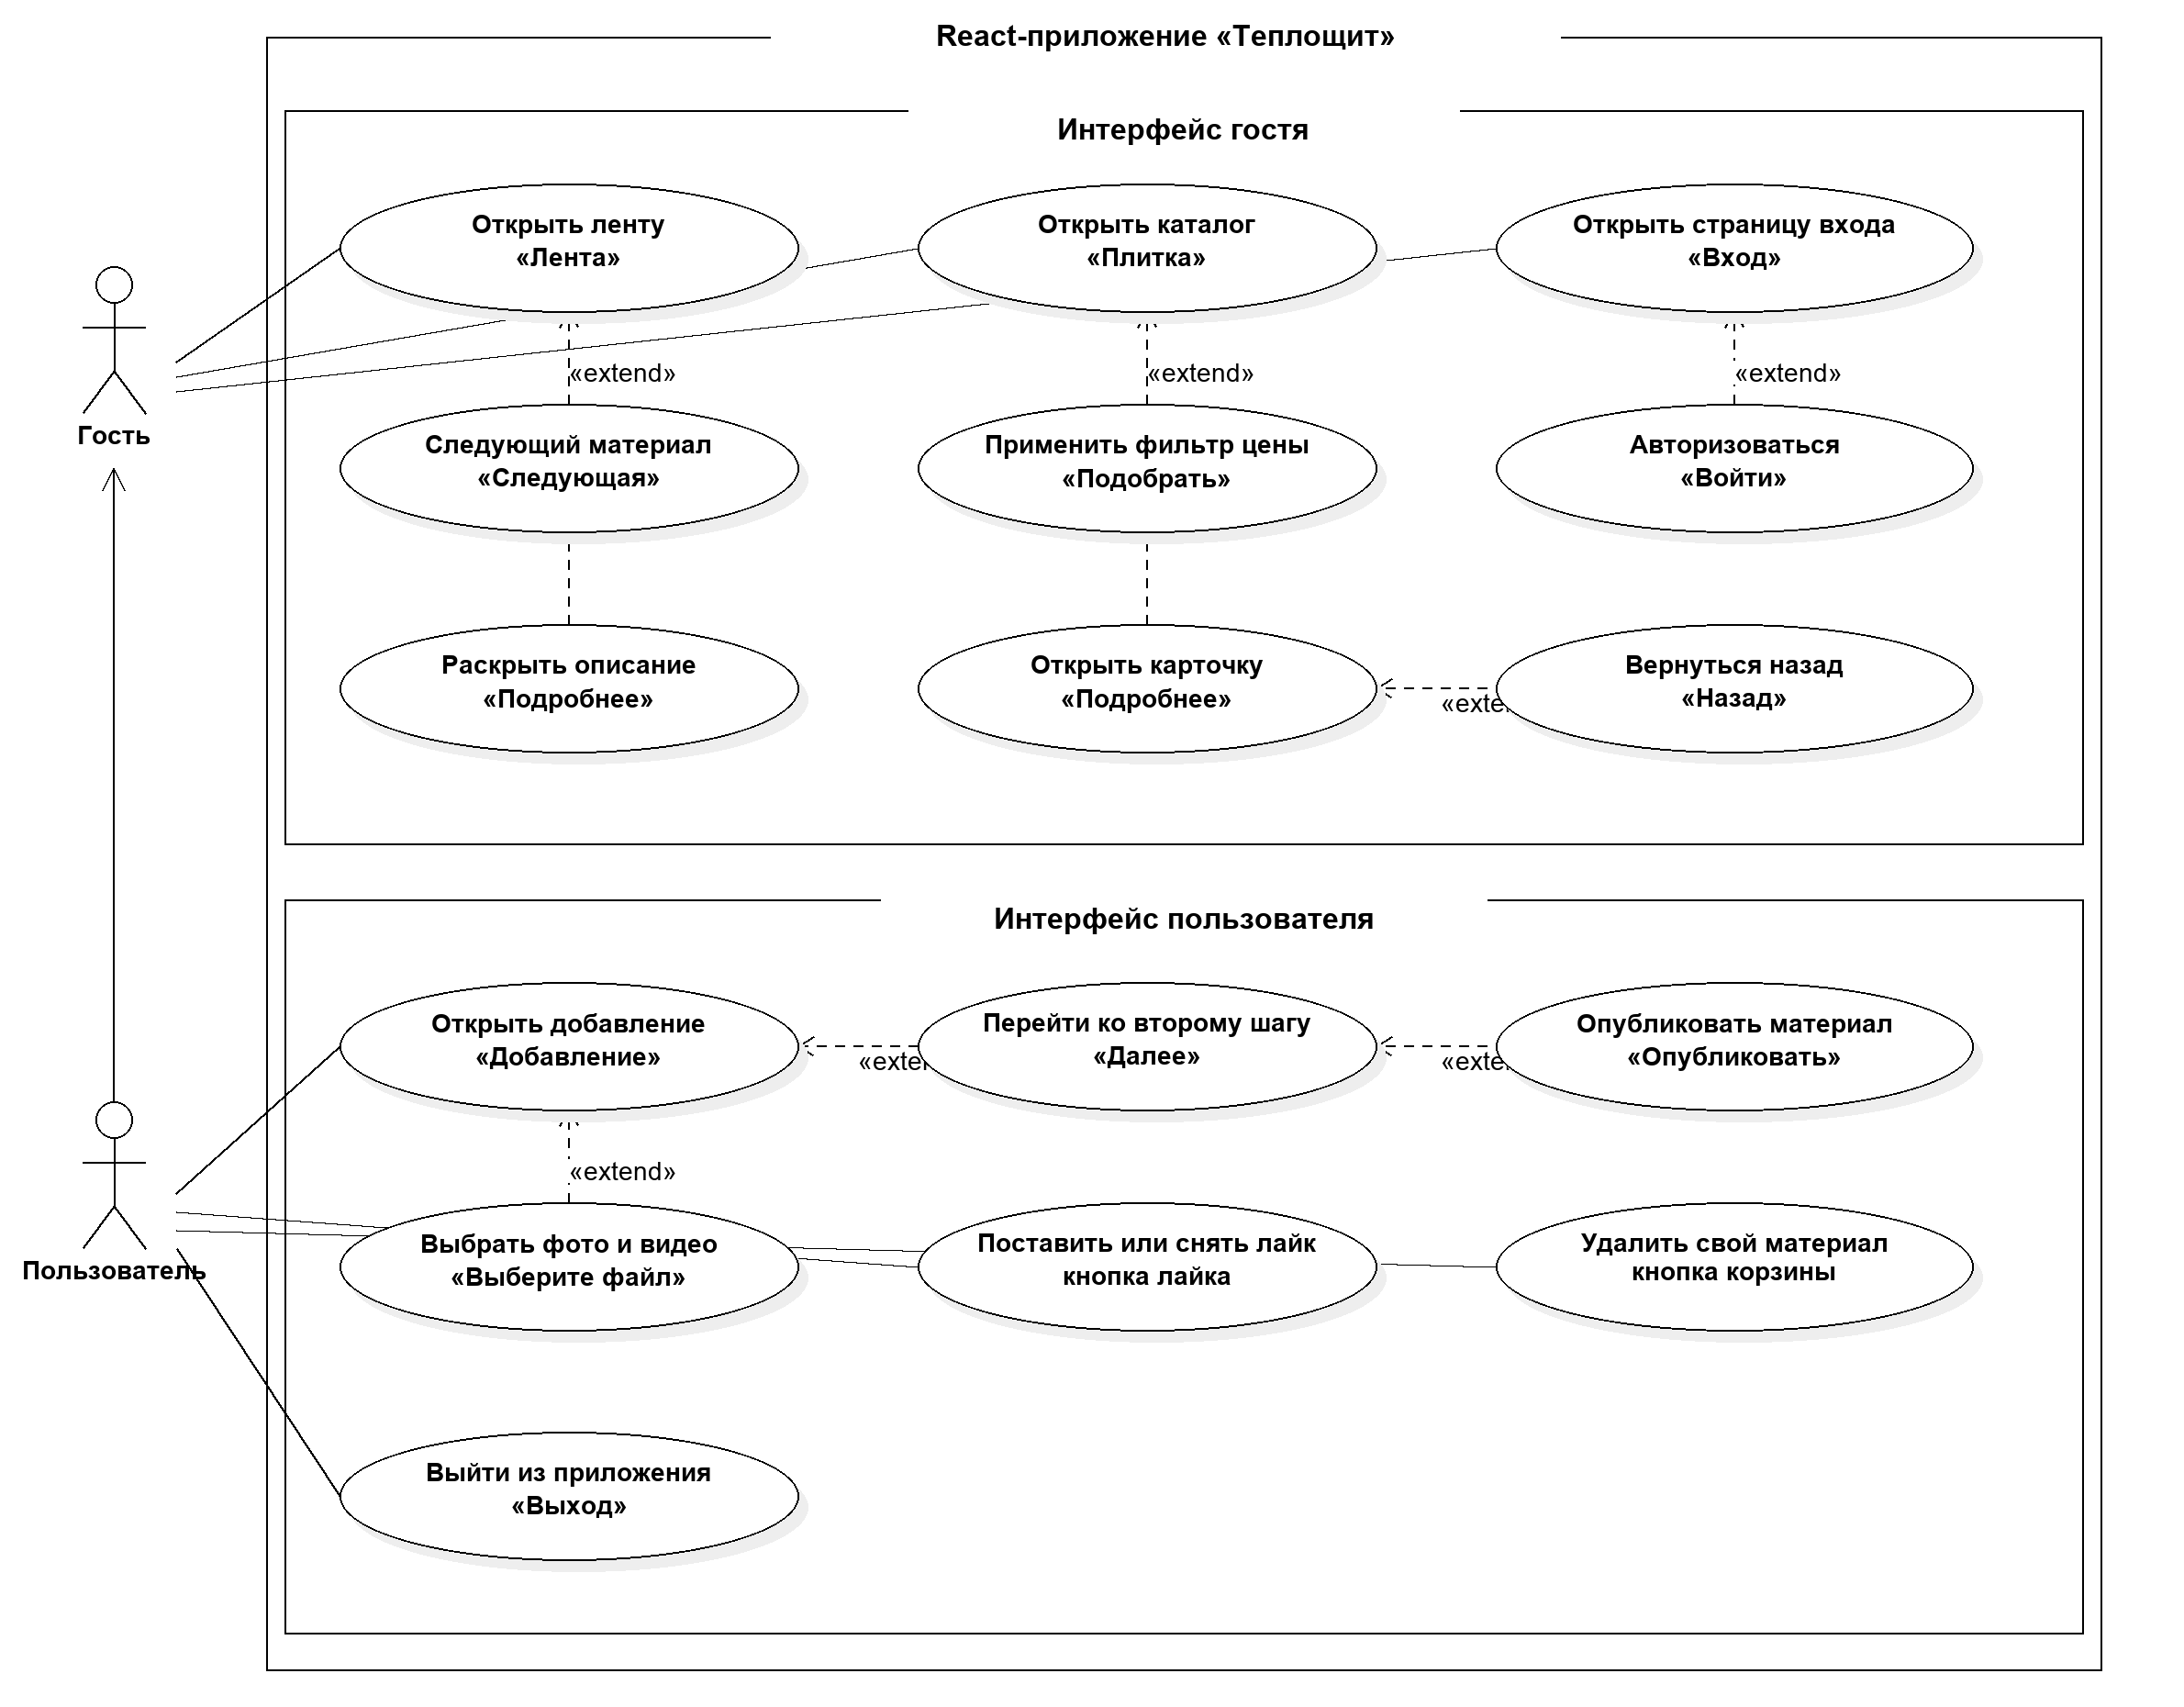 React-приложение «Теплощит»
Интерфейс гостя
Открыть ленту
«Лента»
Открыть каталог
«Плитка»
Открыть страницу входа
«Вход»
«extend»
«extend»
«extend»
Гость
Следующий материал
«Следующая»
Применить фильтр цены
«Подобрать»
Авторизоваться
«Войти»
Раскрыть описание
«Подробнее»
Открыть карточку
«Подробнее»
«exte
Вернуться назад
«Назад»
Интерфейс пользователя
Открыть добавление
«Добавление»
«exte
Перейти ко второму шагу
«Далее»
«exte
Опубликовать материал
«Опубликовать»
«extend»
Пользователь
Выбрать фото и видео
«Выберите файл»
Поставить или снять лайк
кнопка лайка
Удалить свой материал
кнопка корзины
Выйти из приложения
«Выход»